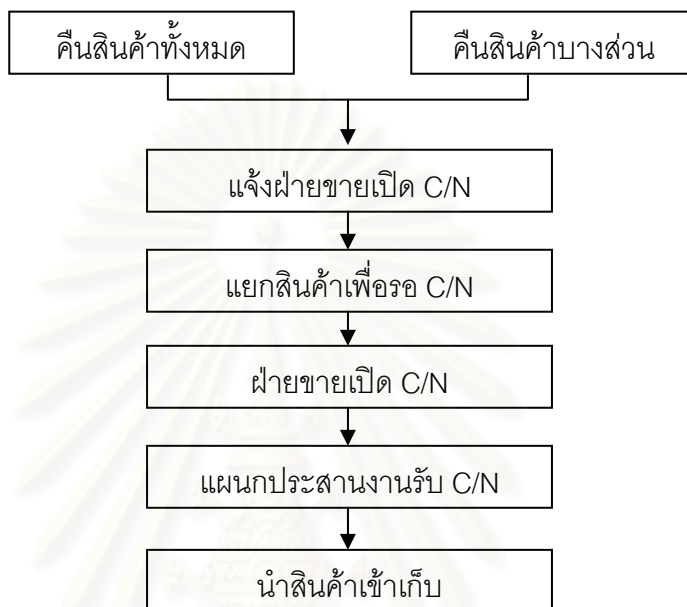 คืนสินค้าทั้งหมด
คืนสินค้าบางส่วน
แจ้งฝ่ายขายเปิด C/N
แยกสินค้าเพื่อรอ C/N
ฝ่ายขายเปิด C/N
แผนกประสานงานรับ C/N
นำสินค้าเข้าเก็บ